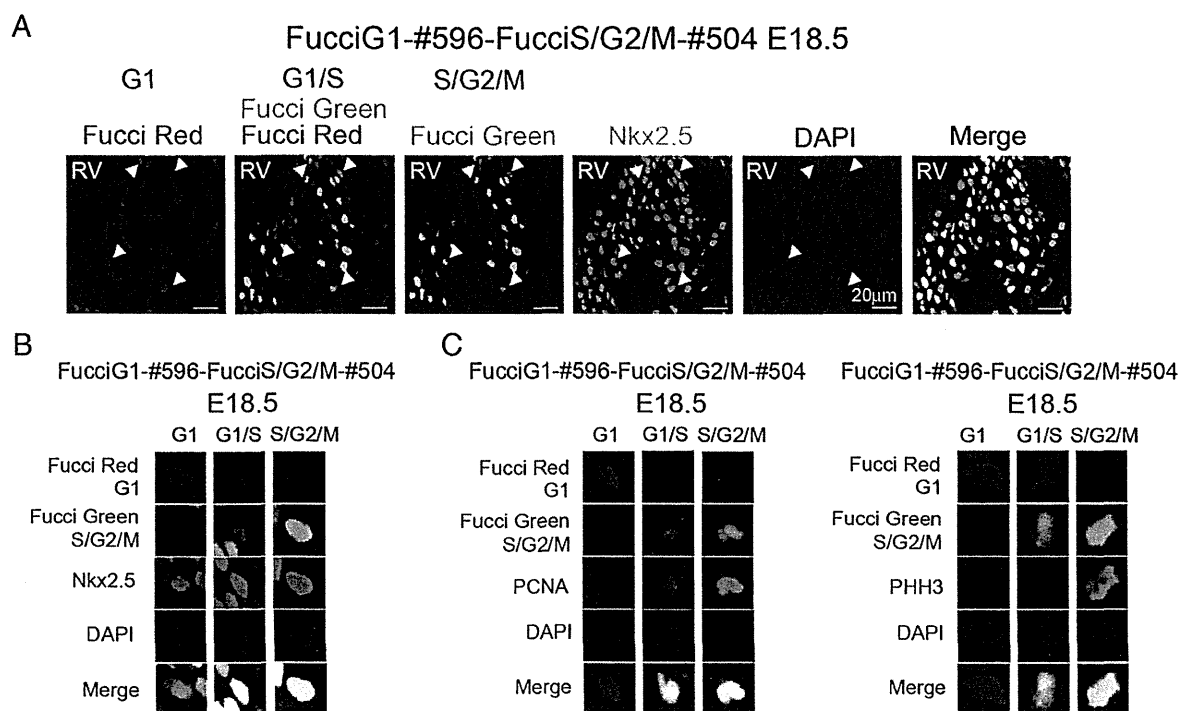 A
FucciG1-#596-FucciS/G2/M-#504 E18.5
G1
G1/S
S/G2/M
Fucci Green
Fucci Red
Fucci Red
Fucci Green
Nkx2.5
DAPI
Merge
RV
RV
RV
RV
RV
RV
20μm
B
FucciG1-#596-FucciS/G2/M-#504
E18.5
G1
G1/S
S/G2/M
Fucci Red
G1
Fucci Green
S/G2/M
Nkx2.5
DAPI
Merge
C
FucciG1-#596-FucciS/G2/M-#504
E18.5
G1
G1/S
S/G2/M
Fucci Red
G1
Fucci Green
S/G2/M
PCNA
DAPI
Merge
FucciG1-#596-FucciS/G2/M-#504
E18.5
G1
G1/S
S/G2/M
Fucci Red
G1
Fucci Green
S/G2/M
PHH3
DAPI
Merge